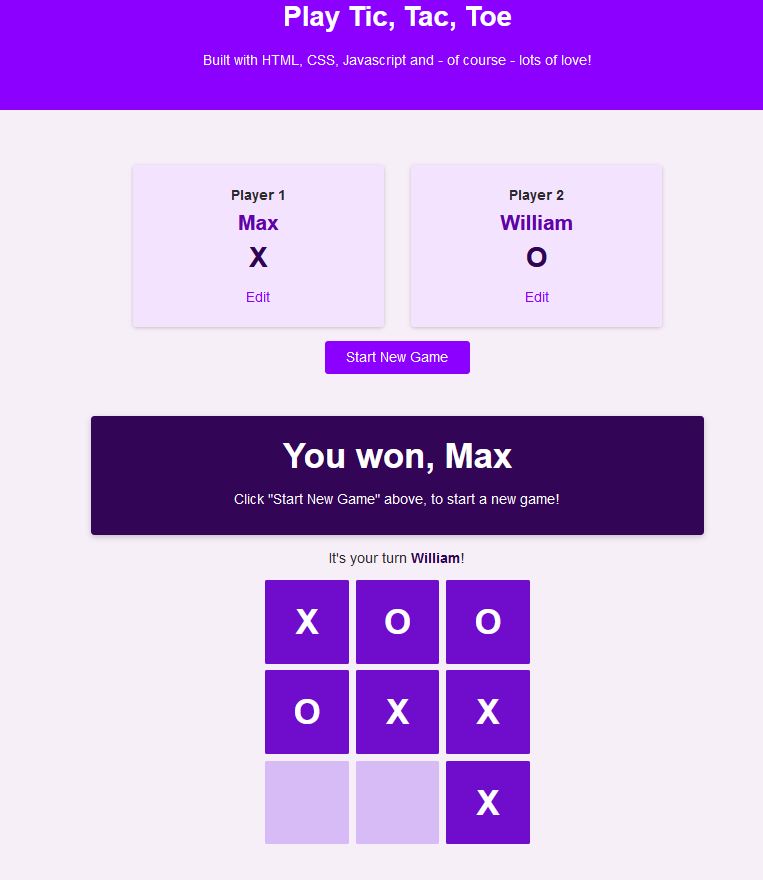 Play Tic, Tac, Toe
Built with HTML, CSS, Javascript and - of course - lots of love!
Player 1
Max
X
Edit
Player 2
William
O
Edit
Start New Game
You won, Max
Click "Start New Game" above, to start a new game!
It's your turn William!
X O O
O X X
X